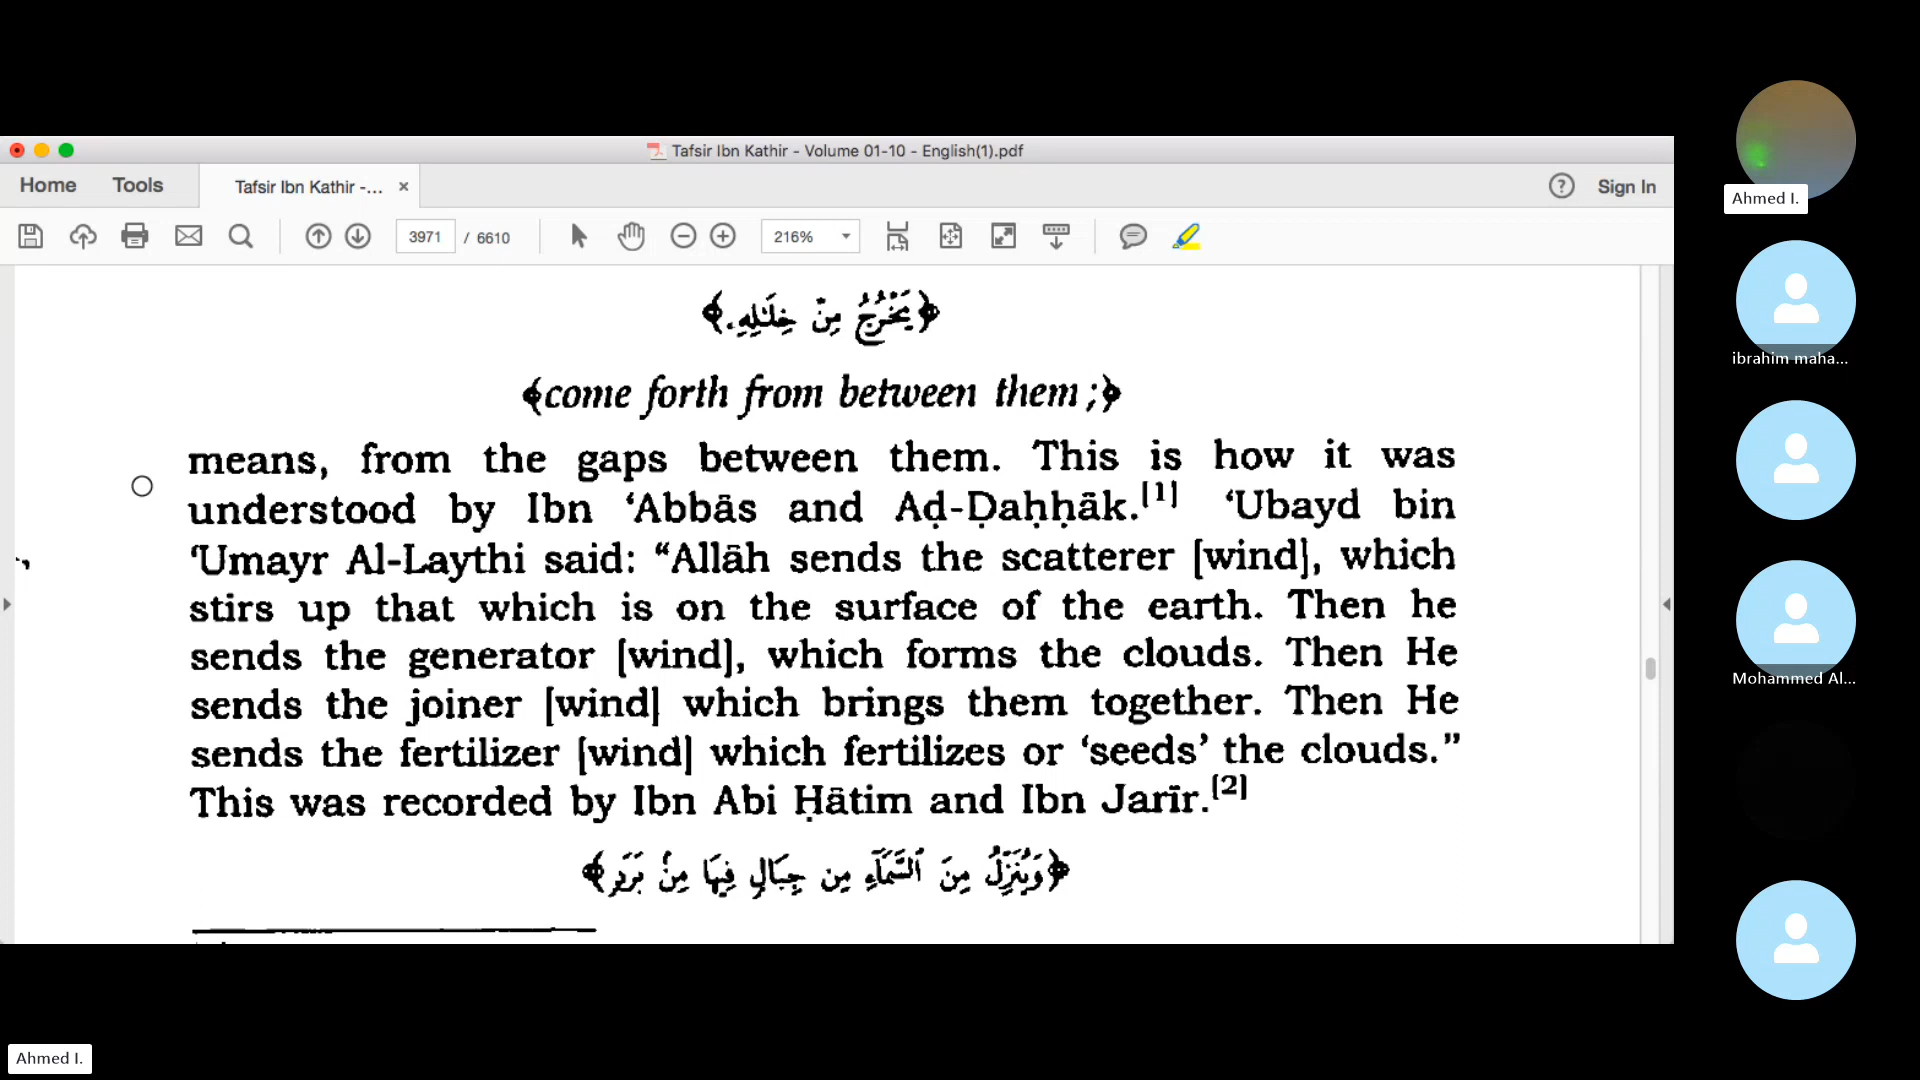 Tafsir Ibn Kathir - Volume 01-10 - English(1).pdf
Home
Tools
Tafsir Ibn Kathir -...
Sign In
3971 / 6610
216%
﴿يَخْرُجُ مِنْ خِلَـٰلِهِۦ.﴾
﴾come forth from between them;﴿
means, from the gaps between them. This is how it was
understood by Ibn ‘Abbās and Aḍ-Ḍaḥḥāk.[1] ‘Ubayd bin
‘Umayr Al-Laythi said: “Allāh sends the scatterer [wind], which
stirs up that which is on the surface of the earth. Then he
sends the generator [wind], which forms the clouds. Then He
sends the joiner [wind] which brings them together. Then He
sends the fertilizer [wind] which fertilizes or ‘seeds’ the clouds.”
This was recorded by Ibn Abi Ḥātim and Ibn Jarīr.[2]
﴿وَيُنَزِّلُ مِنَ ٱلسَّمَآءِ مِن جِبَالٍ فِيهَا مِنۢ بَرَدٍ﴾
Ahmed I.
ibrahim maha...
Mohammed Al...
Ahmed I.